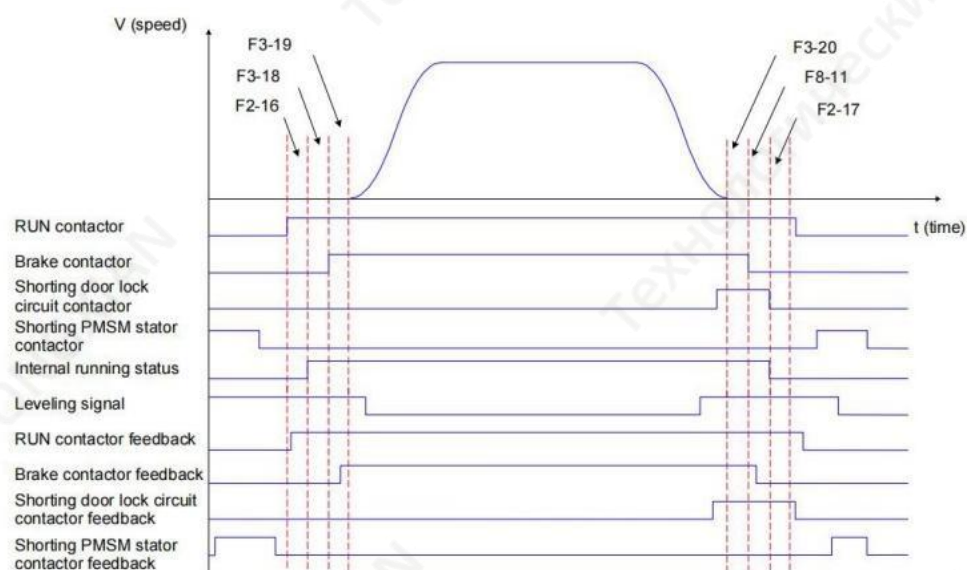 V (speed)
F3-19
F3-18
F2-16
F3-20
F8-11
F2-17
t (time)
RUN contactor
Brake contactor
Shorting door lock
circuit contactor
Shorting PMSM stator
contactor
Internal running status
Leveling signal
RUN contactor feedback
Brake contactor feedback
Shorting door lock circuit
contactor feedback
Shorting PMSM stator
contactor feedback